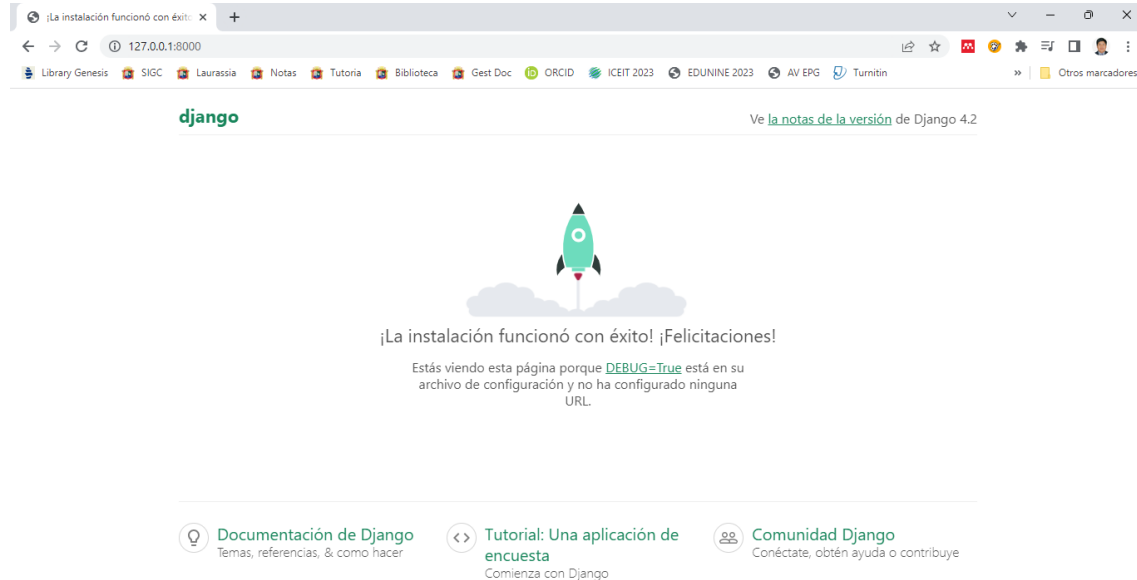 ¡La instalación funcionó con éxito
127.0.0.1:8000
Library Genesis SIGC Laurassia Notas Tutoria Biblioteca Gest Doc ORCID ICEIT 2023 EDUNINE 2023 AV EPG Turnitin » Otros marcadores
django
Ve la notas de la versión de Django 4.2
¡La instalación funcionó con éxito! ¡Felicitaciones!
Estás viendo esta página porque DEBUG=True está en su
archivo de configuración y no ha configurado ninguna
URL.
Documentación de Django
Temas, referencias, & como hacer
Tutorial: Una aplicación de
encuesta
Comienza con Django
Comunidad Django
Conéctate, obtén ayuda o contribuye